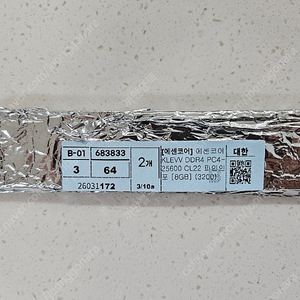 B-01 683833
3 64
26031172
2개
3/10a
[에센코어] 에센코어
KLEVV DDR4 PC4-
25600 CL22 파인인
포 [8GB] (3200)
대한